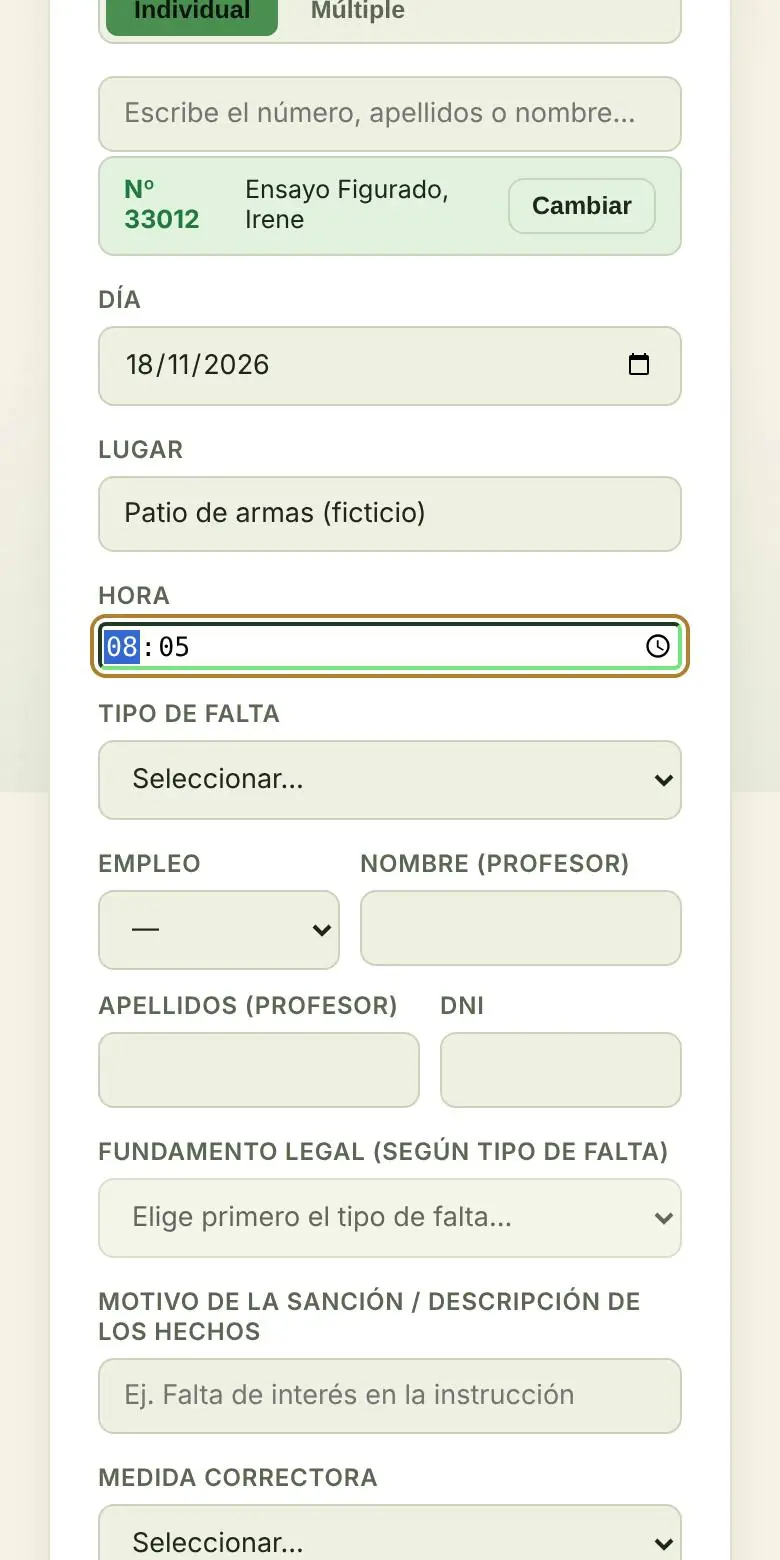 Individual
Múltiple
Escribe el número, apellidos o nombre...
Nº
33012
Ensayo Figurado,
Irene
Cambiar
DÍA
18/11/2026
LUGAR
Patio de armas (ficticio)
HORA
08:05
TIPO DE FALTA
Seleccionar...
EMPLEO
NOMBRE (PROFESOR)
—
APELLIDOS (PROFESOR)
DNI
FUNDAMENTO LEGAL (SEGÚN TIPO DE FALTA)
Elige primero el tipo de falta...
MOTIVO DE LA SANCIÓN / DESCRIPCIÓN DE
LOS HECHOS
Ej. Falta de interés en la instrucción
MEDIDA CORRECTORA
Seleccionar...